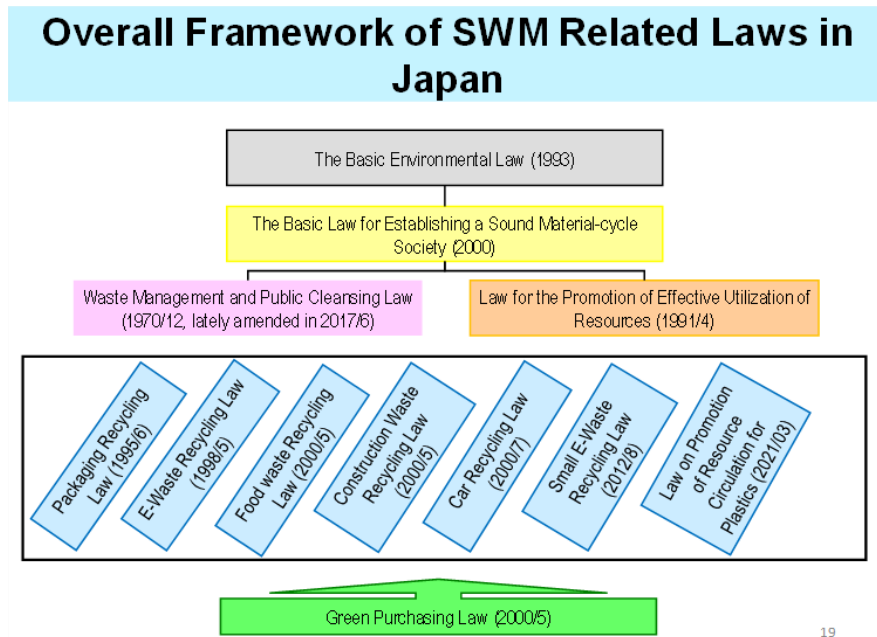 Overall Framework of SWM Related Laws in
Japan
The Basic Environmental Law (1993)
The Basic Law for Establishing a Sound Material-cycle
Society (2000)
Waste Management and Public Cleansing Law
(1970/12, lately amended in 2017/6)
Law for the Promotion of Effective Utilization of
Resources (1991/4)
Packaging Recycling
Law (1995/6)
E-Waste Recycling Law
(1998/5)
Food waste Recycling
Law (2000/5)
Construction Waste
Recycling Law
(2000/5)
Car Recycling Law
(2000/7)
Small E-Waste
Recycling Law
(2012/8)
Law on Promotion
of Resource
Circulation for
Plastics (2021/03)
Green Purchasing Law (2000/5)
19